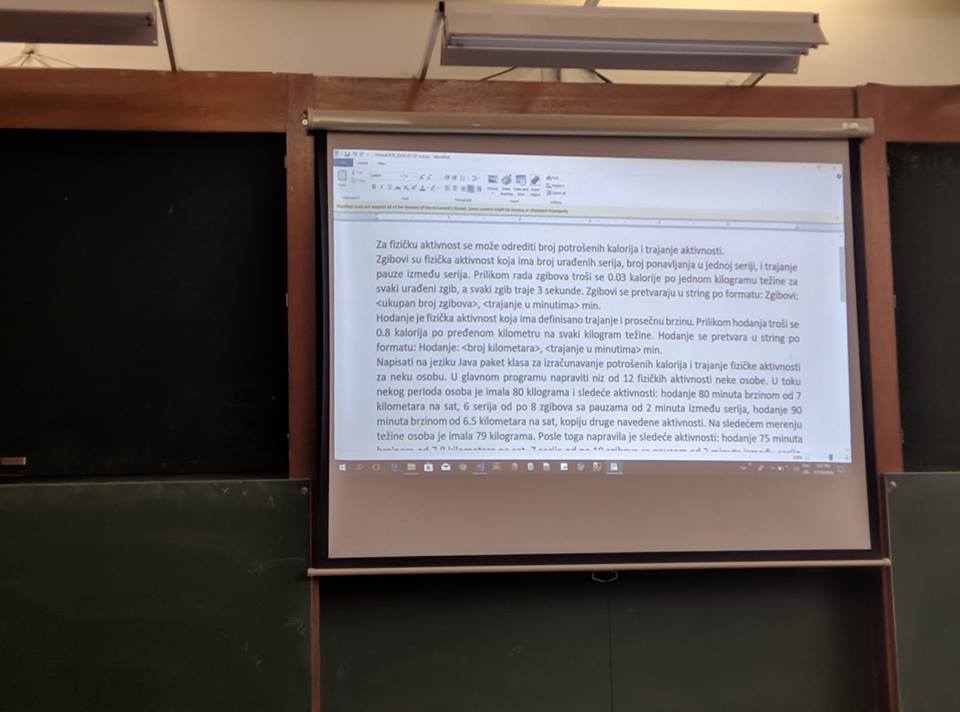 Za fizičku aktivnost se može odrediti broj potrošenih kalorija i trajanje aktivnosti.
Zgibovi su fizička aktivnost koja ima broj urađenih serija, broj ponavljanja u jednoj seriji, i trajanje
pauze između serija. Prilikom rada zgibova troši se 0.03 kalorije po jednom kilogramu težine za
svaki urađeni zgib, a svaki zgib traje 3 sekunde. Zgibovi se pretvaraju u string po formatu: Zgibovi:
<ukupan broj zgibova>, <trajanje u minutima> min.
Hodanje je fizička aktivnost koja ima definisano trajanje i prosečnu brzinu. Prilikom hodanja troši se
0.8 kalorija po pređenom kilometru na svaki kilogram težine. Hodanje se pretvara u string po
formatu: Hodanje: <broj kilometara>, <trajanje u minutima> min.
Napisati na jeziku Java paket klasa za izračunavanje potrošenih kalorija i trajanje fizičke aktivnosti
za neku osobu. U glavnom programu napraviti niz od 12 fizičkih aktivnosti neke osobe. U toku
nekog perioda osoba je imala 80 kilograma i sledeće aktivnosti: hodanje 80 minuta brzinom od 7
kilometara na sat, 6 serija od po 8 zgibova sa pauzama od 2 minuta između serija, hodanje 90
minuta brzinom od 6.5 kilometara na sat, kopiju druge navedene aktivnosti. Na sledećem merenju
težine osoba je imala 79 kilograma. Posle toga napravila je sledeće aktivnosti: hodanje 75 minuta